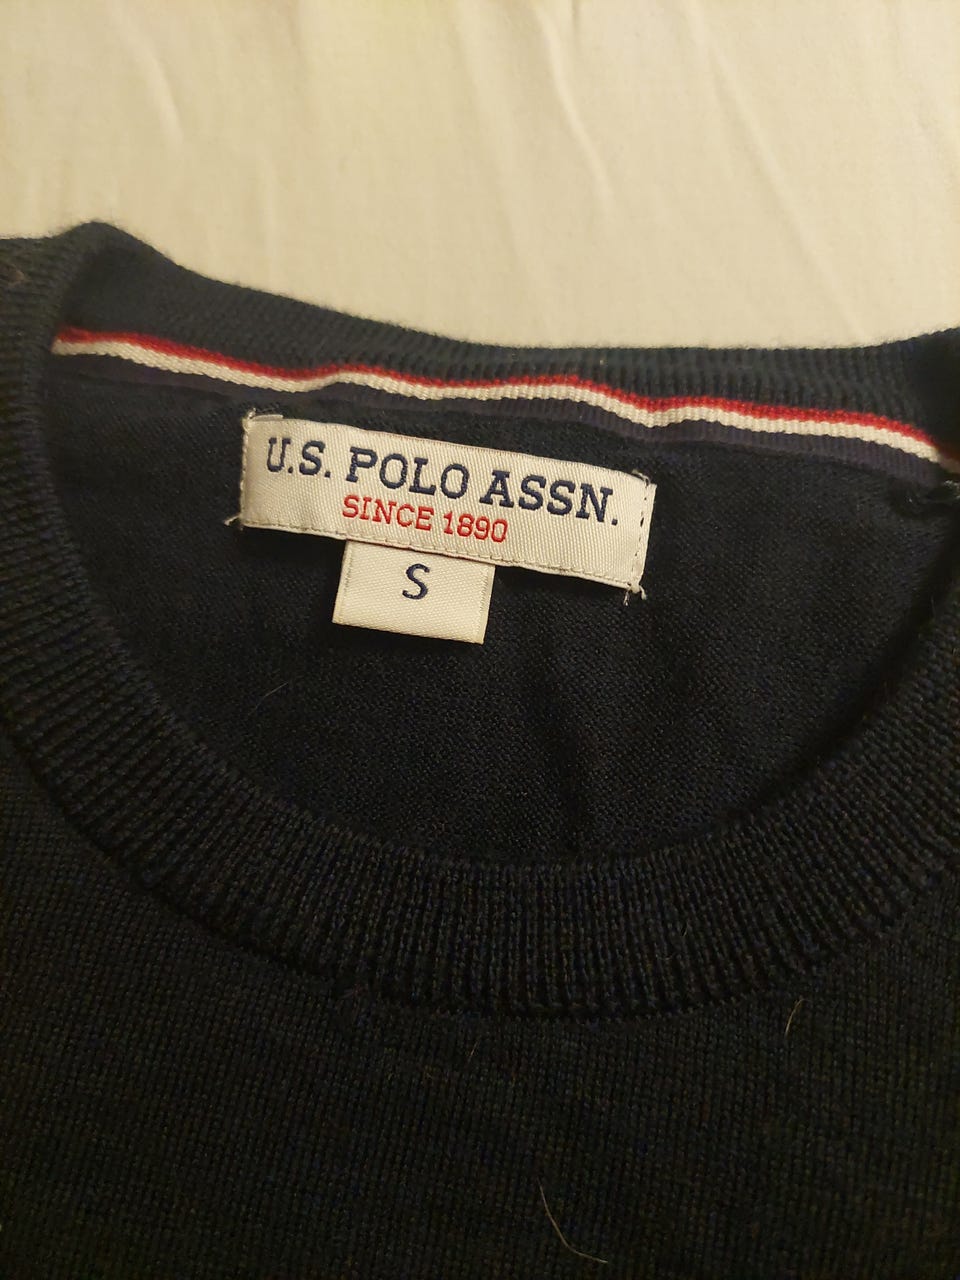 U.S. POLO ASSN.
SINCE 1890
S